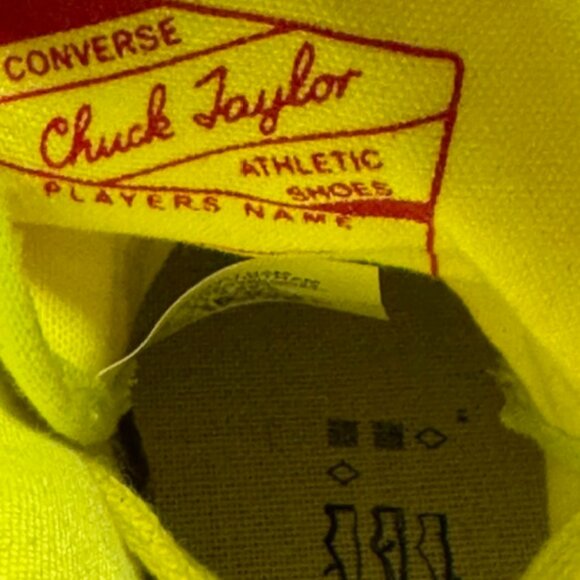 CONVERSE
Chuck Taylor
ATHLETIC
SHOES
PLAYERS NAME